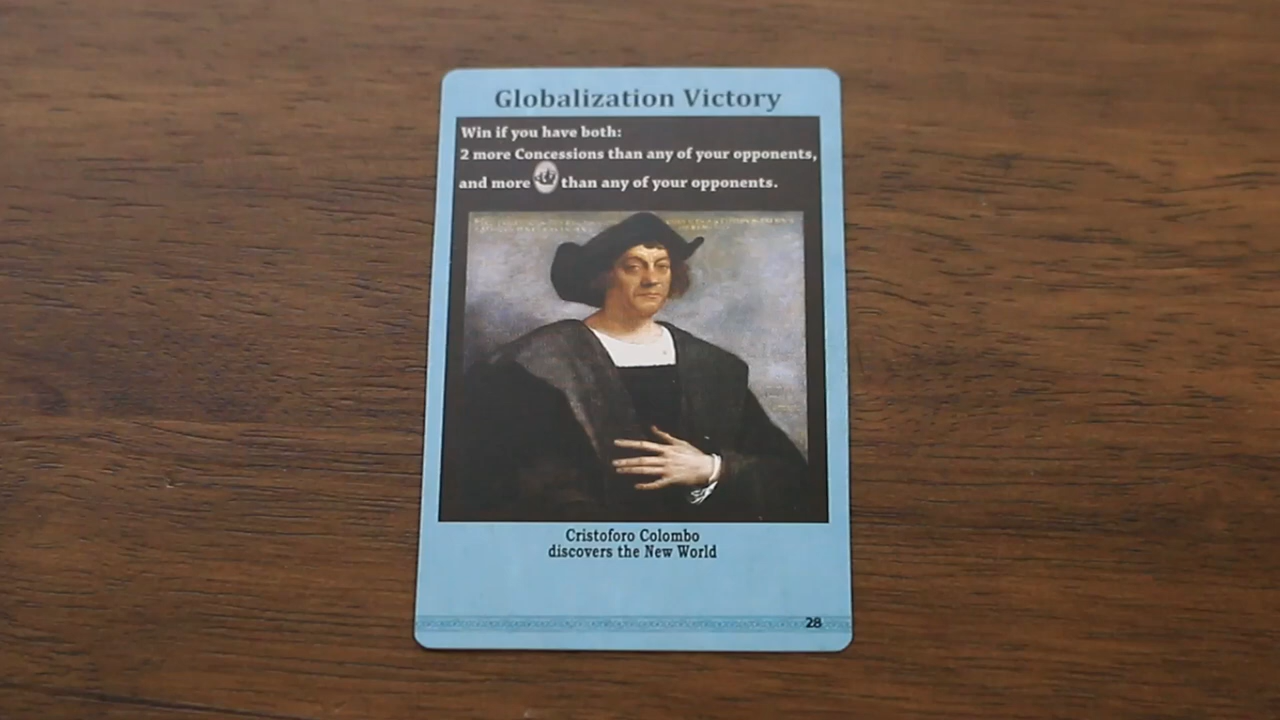 Globalization Victory
Win if you have both:
2 more Concessions than any of your opponents,
and more than any of your opponents.
Cristoforo Colombo
discovers the New World
28